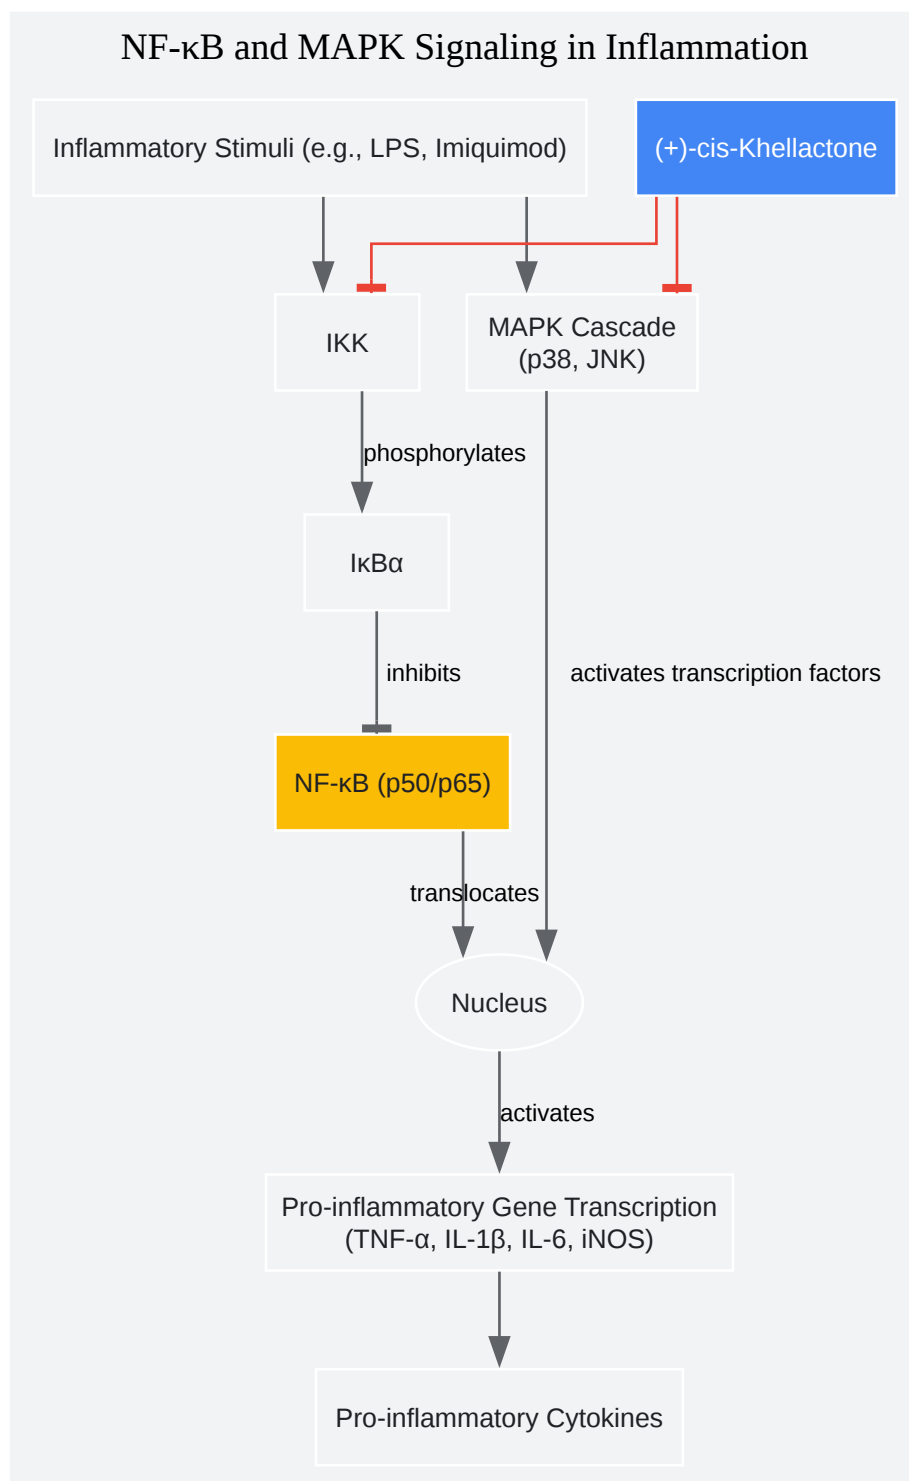 NF-κB and MAPK Signaling in Inflammation
Inflammatory Stimuli (e.g., LPS, Imiquimod)
(+)-cis-Khellactone
IKK
MAPK Cascade
(p38, JNK)
phosphorylates
IκBα
inhibits
activates transcription factors
NF-κB (p50/p65)
translocates
Nucleus
activates
Pro-inflammatory Gene Transcription
(TNF-α, IL-1β, IL-6, iNOS)
Pro-inflammatory Cytokines